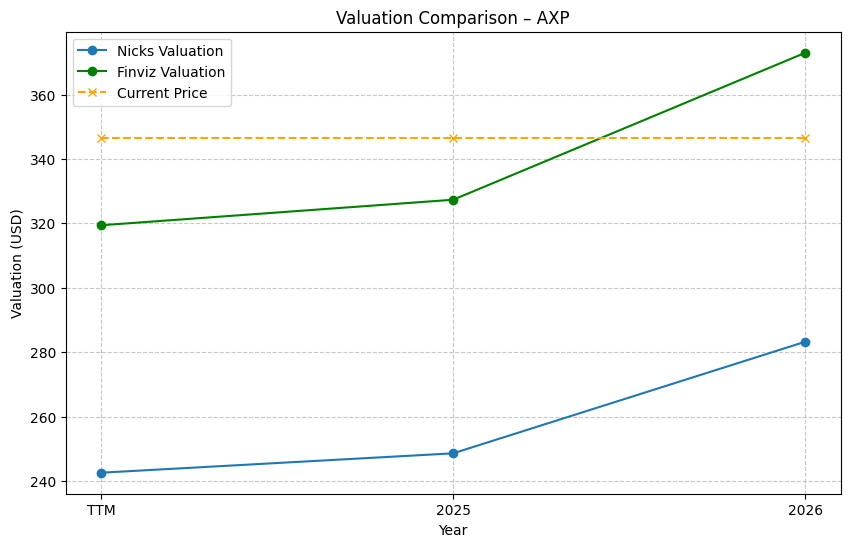 Valuation Comparison – AXP
Nicks Valuation
Finviz Valuation
Current Price
Valuation (USD)
360
340
320
300
280
260
240
TTM
2025
2026
Year